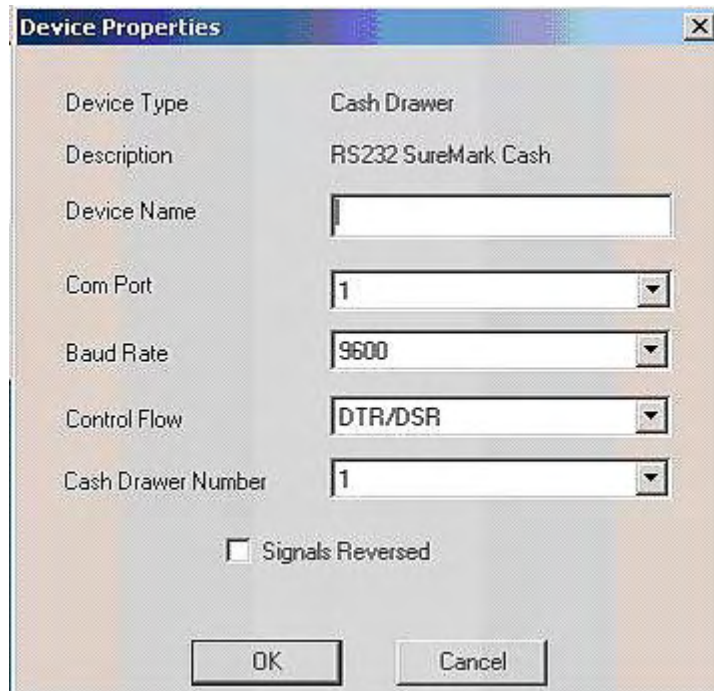 Device Properties
Device Type Cash Drawer
Description RS232 SureMark Cash
Device Name
Com Port 1
Baud Rate 9600
Control Flow DTR/DSR
Cash Drawer Number 1
Signals Reversed
OK Cancel